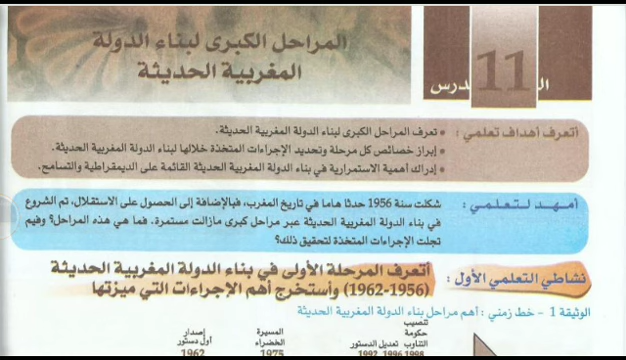 الدرس 11
المراحل الكبرى لبناء الدولة
المغربية الحديثة
أتعرف أهداف تعلمي :
• تعرف المراحل الكبرى لبناء الدولة المغربية الحديثة.
• إبراز خصائص كل مرحلة وتحديد الإجراءات المتخذة خلالها لبناء الدولة المغربية الحديثة.
• إدراك أهمية الاستمرارية في بناء الدولة المغربية الحديثة القائمة على الديمقراطية والتسامح.
أمهد لتعلمي :
شكلت سنة 1956 حدثا هاما في تاريخ المغرب، فبالإضافة إلى الحصول على الاستقلال، تم الشروع
في بناء الدولة المغربية الحديثة عبر مراحل كبرى مازالت مستمرة. فما هي هذه المراحل؟ وفيم
تجلت الإجراءات المتخذة لتحقيق ذلك؟
نشاطي التعلمي الأول :
أتعرف المرحلة الأولى في بناء الدولة المغربية الحديثة
(1956-1962) وأستخرج أهم الإجراءات التي ميزتها
الوثيقة 1 - خط زمني : أهم مراحل بناء الدولة المغربية الحديثة
إصدار
أول دستور
1962
المسيرة
الخضراء
1975
تعديل الدستور
1992 1996
تنصيب
حكومة
التناوب
1998